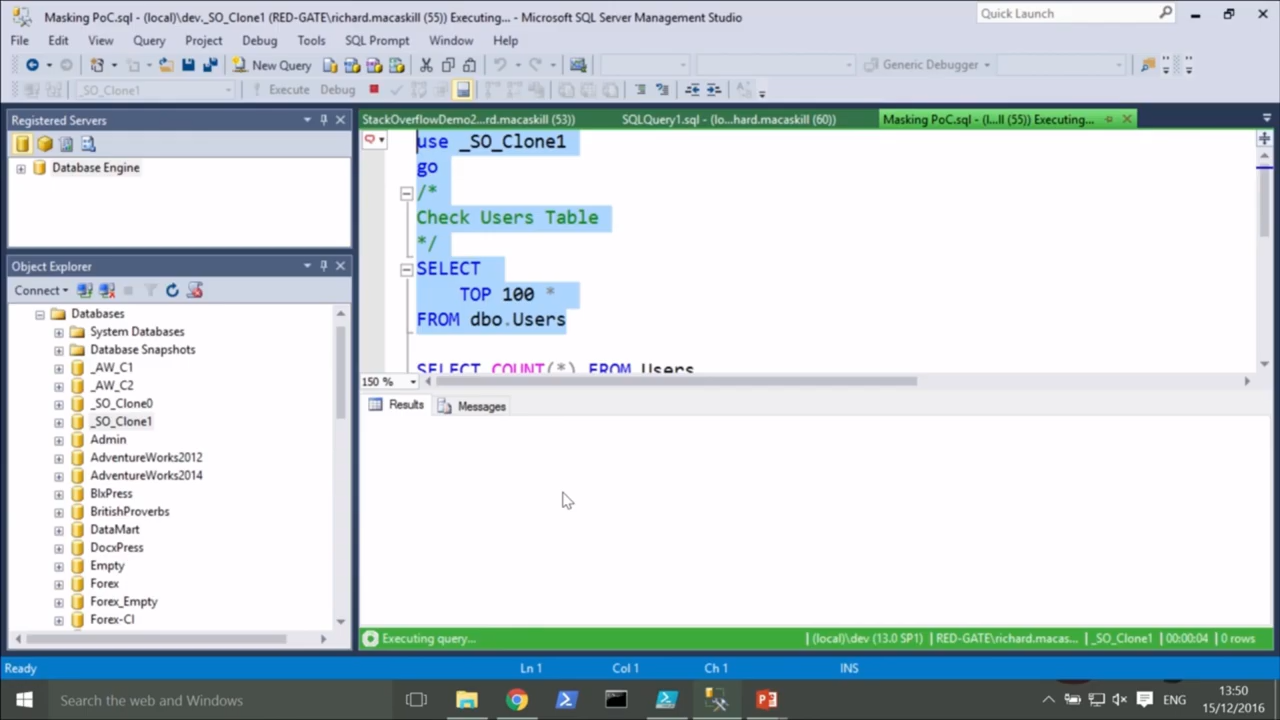 Masking PoC.sql - (local)\dev._SO_Clone1 (RED-GATE\richard.macaskill (55)) Executing... - Microsoft SQL Server Management Studio
Quick Launch
File Edit View Query Project Debug Tools SQL Prompt Window Help
New Query
Generic Debugger
_SO_Clone1
Execute Debug
Registered Servers
Database Engine
Object Explorer
Connect
Databases
System Databases
Database Snapshots
_AW_C1
_AW_C2
_SO_Clone0
_SO_Clone1
Admin
AdventureWorks2012
AdventureWorks2014
BlxPress
BritishProverbs
DataMart
DocxPress
Empty
Forex
Forex_Empty
Forex-CI
StackOverflowDemo2...rd.macaskill (53))
SQLQuery1.sql - (lo...hard.macaskill (60))
Masking PoC.sql - (l...ll (55)) Executing...
use _SO_Clone1
go
/*
Check Users Table
*/
SELECT
TOP 100 *
FROM dbo.Users
SELECT COUNT(*) FROM Users
150 %
Results Messages
Executing query...
(local)\dev (13.0 SP1) RED-GATE\richard.macas... _SO_Clone1 00:00:04 0 rows
Ready Ln 1 Col 1 Ch 1 INS
Search the web and Windows
ENG
13:50
15/12/2016